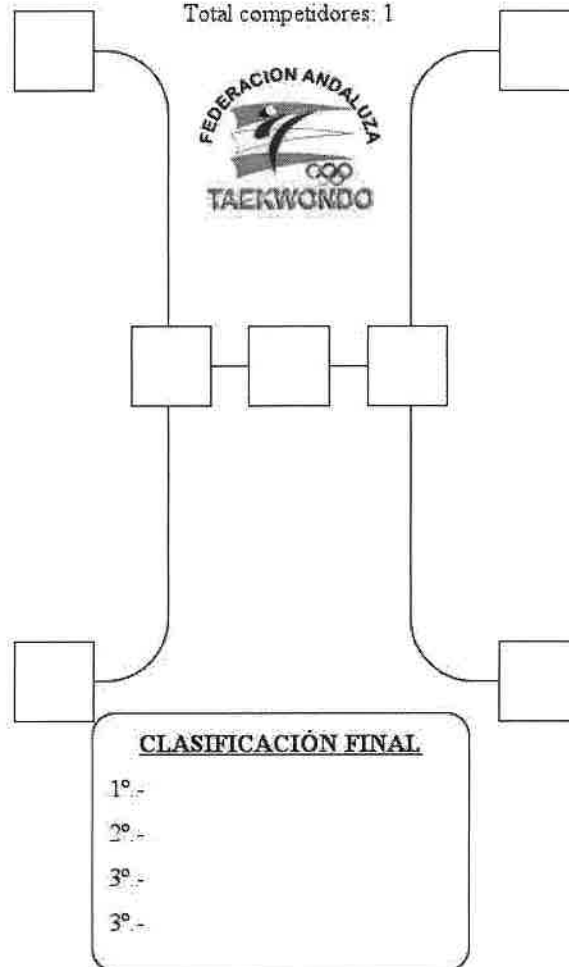 Total competidores: 1
FEDERACION ANDALUZA
TAEKWONDO
CLASIFICACIÓN FINAL
1º.-
2º.-
3º.-
3º.-